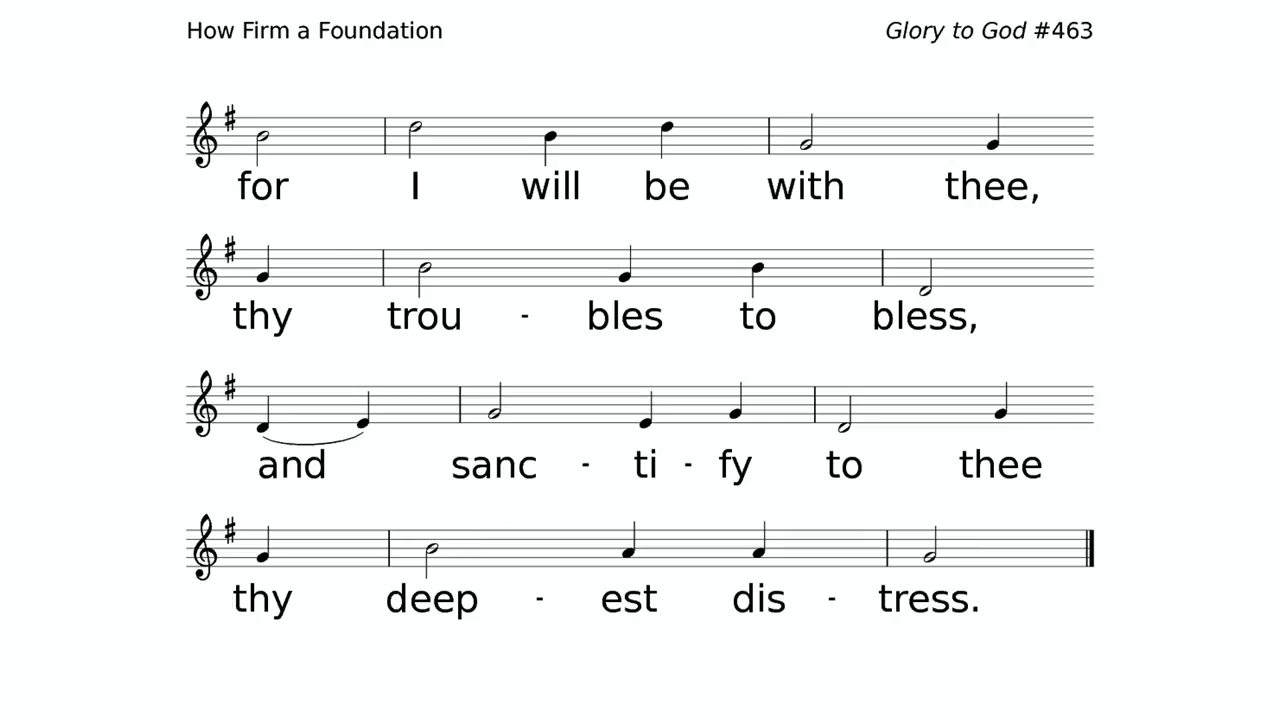 How Firm a Foundation Glory to God #463
for I will be with thee,
thy trou - bles to bless,
and sanc - ti - fy to thee
thy deep - est dis - tress.